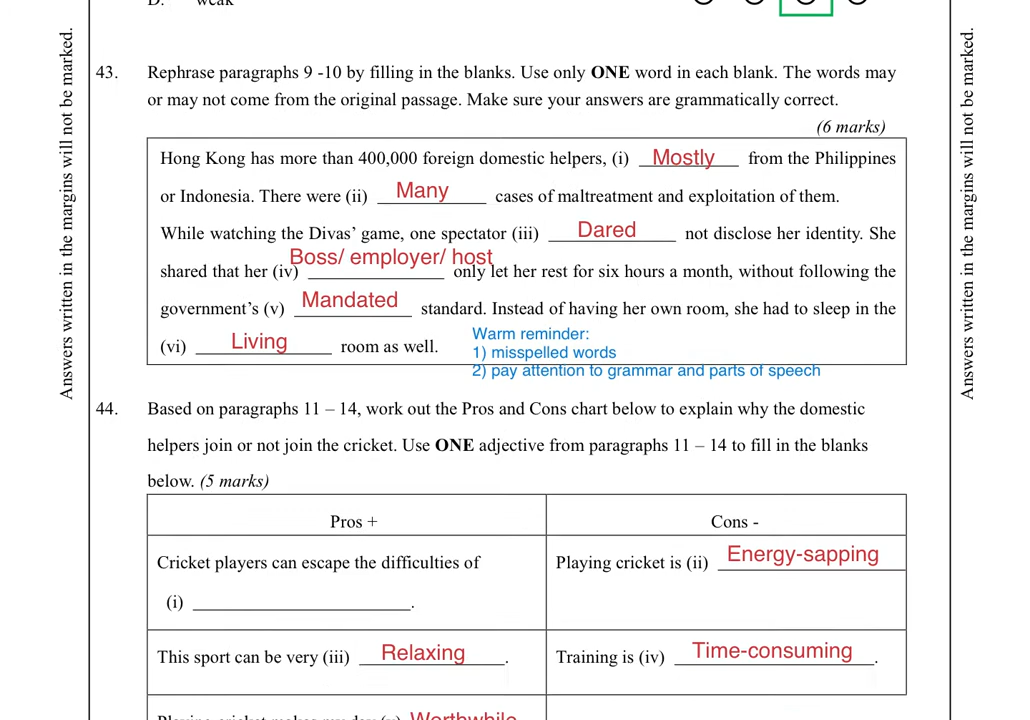 D. weak
43. Rephrase paragraphs 9 -10 by filling in the blanks. Use only ONE word in each blank. The words may
or may not come from the original passage. Make sure your answers are grammatically correct.
(6 marks)
Hong Kong has more than 400,000 foreign domestic helpers, (i) Mostly from the Philippines
or Indonesia. There were (ii) Many cases of maltreatment and exploitation of them.
While watching the Divas' game, one spectator (iii) Dared not disclose her identity. She
shared that her (iv) Boss/ employer/ host only let her rest for six hours a month, without following the
government's (v) Mandated standard. Instead of having her own room, she had to sleep in the
(vi) Living room as well.
Warm reminder:
1) misspelled words
2) pay attention to grammar and parts of speech
44. Based on paragraphs 11 – 14, work out the Pros and Cons chart below to explain why the domestic
helpers join or not join the cricket. Use ONE adjective from paragraphs 11 – 14 to fill in the blanks
below. (5 marks)
Pros +
Cons -
Cricket players can escape the difficulties of
(i) .
Playing cricket is (ii) Energy-sapping
This sport can be very (iii) Relaxing .
Training is (iv) Time-consuming .
Playing cricket makes my day (v) Worthwhile
Answers written in the margins will not be marked.
Answers written in the margins will not be marked.